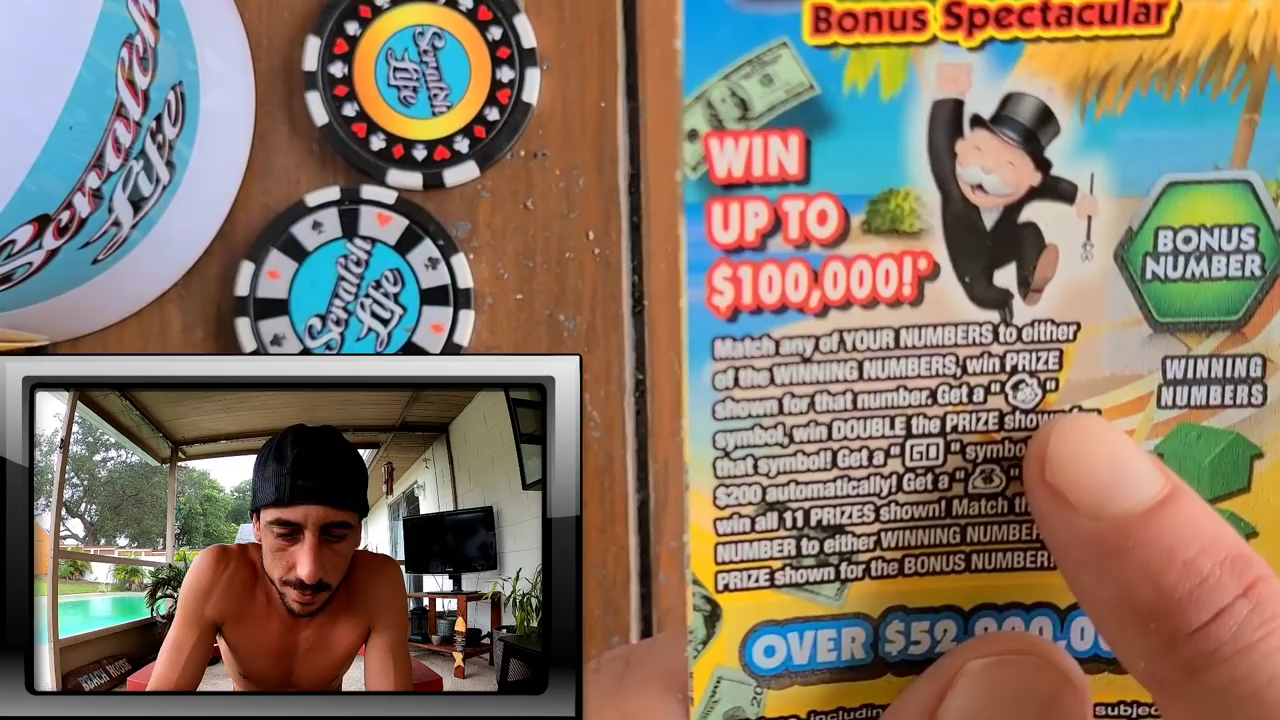 Scratch
Life
Scratch
Life
Scratch
Life
Bonus Spectacular
WIN
UP TO
$100,000!*
BONUS
NUMBER
WINNING
NUMBERS
Match any of YOUR NUMBERS to either
of the WINNING NUMBERS, win PRIZE
shown for that number. Get a " "
symbol, win DOUBLE the PRIZE shown
that symbol! Get a " GO " symbo
$200 automatically! Get a " "
win all 11 PRIZES shown! Match
NUMBER to either WINNING NUMBER
PRIZE shown for the BONUS NUMBER!
OVER $52
including
subjec
BEACH HOUSE